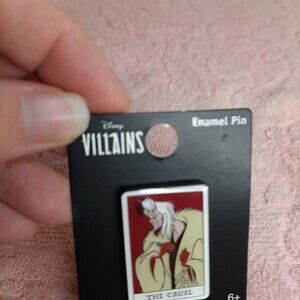 Disney
VILLAINS
Enamel Pin
THE CRUEL
6+